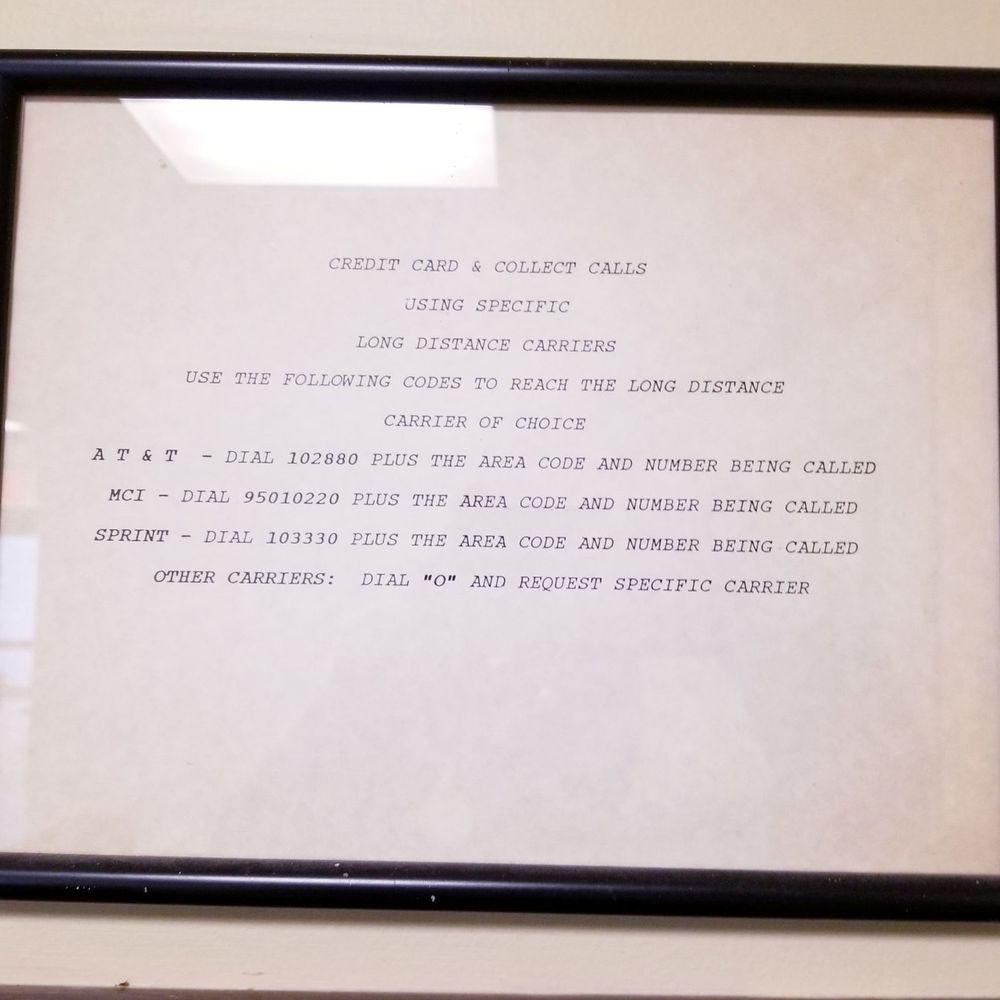 CREDIT CARD & COLLECT CALLS
USING SPECIFIC
LONG DISTANCE CARRIERS
USE THE FOLLOWING CODES TO REACH THE LONG DISTANCE
CARRIER OF CHOICE
A T & T - DIAL 102880 PLUS THE AREA CODE AND NUMBER BEING CALLED
MCI - DIAL 95010220 PLUS THE AREA CODE AND NUMBER BEING CALLED
SPRINT - DIAL 103330 PLUS THE AREA CODE AND NUMBER BEING CALLED
OTHER CARRIERS: DIAL "O" AND REQUEST SPECIFIC CARRIER